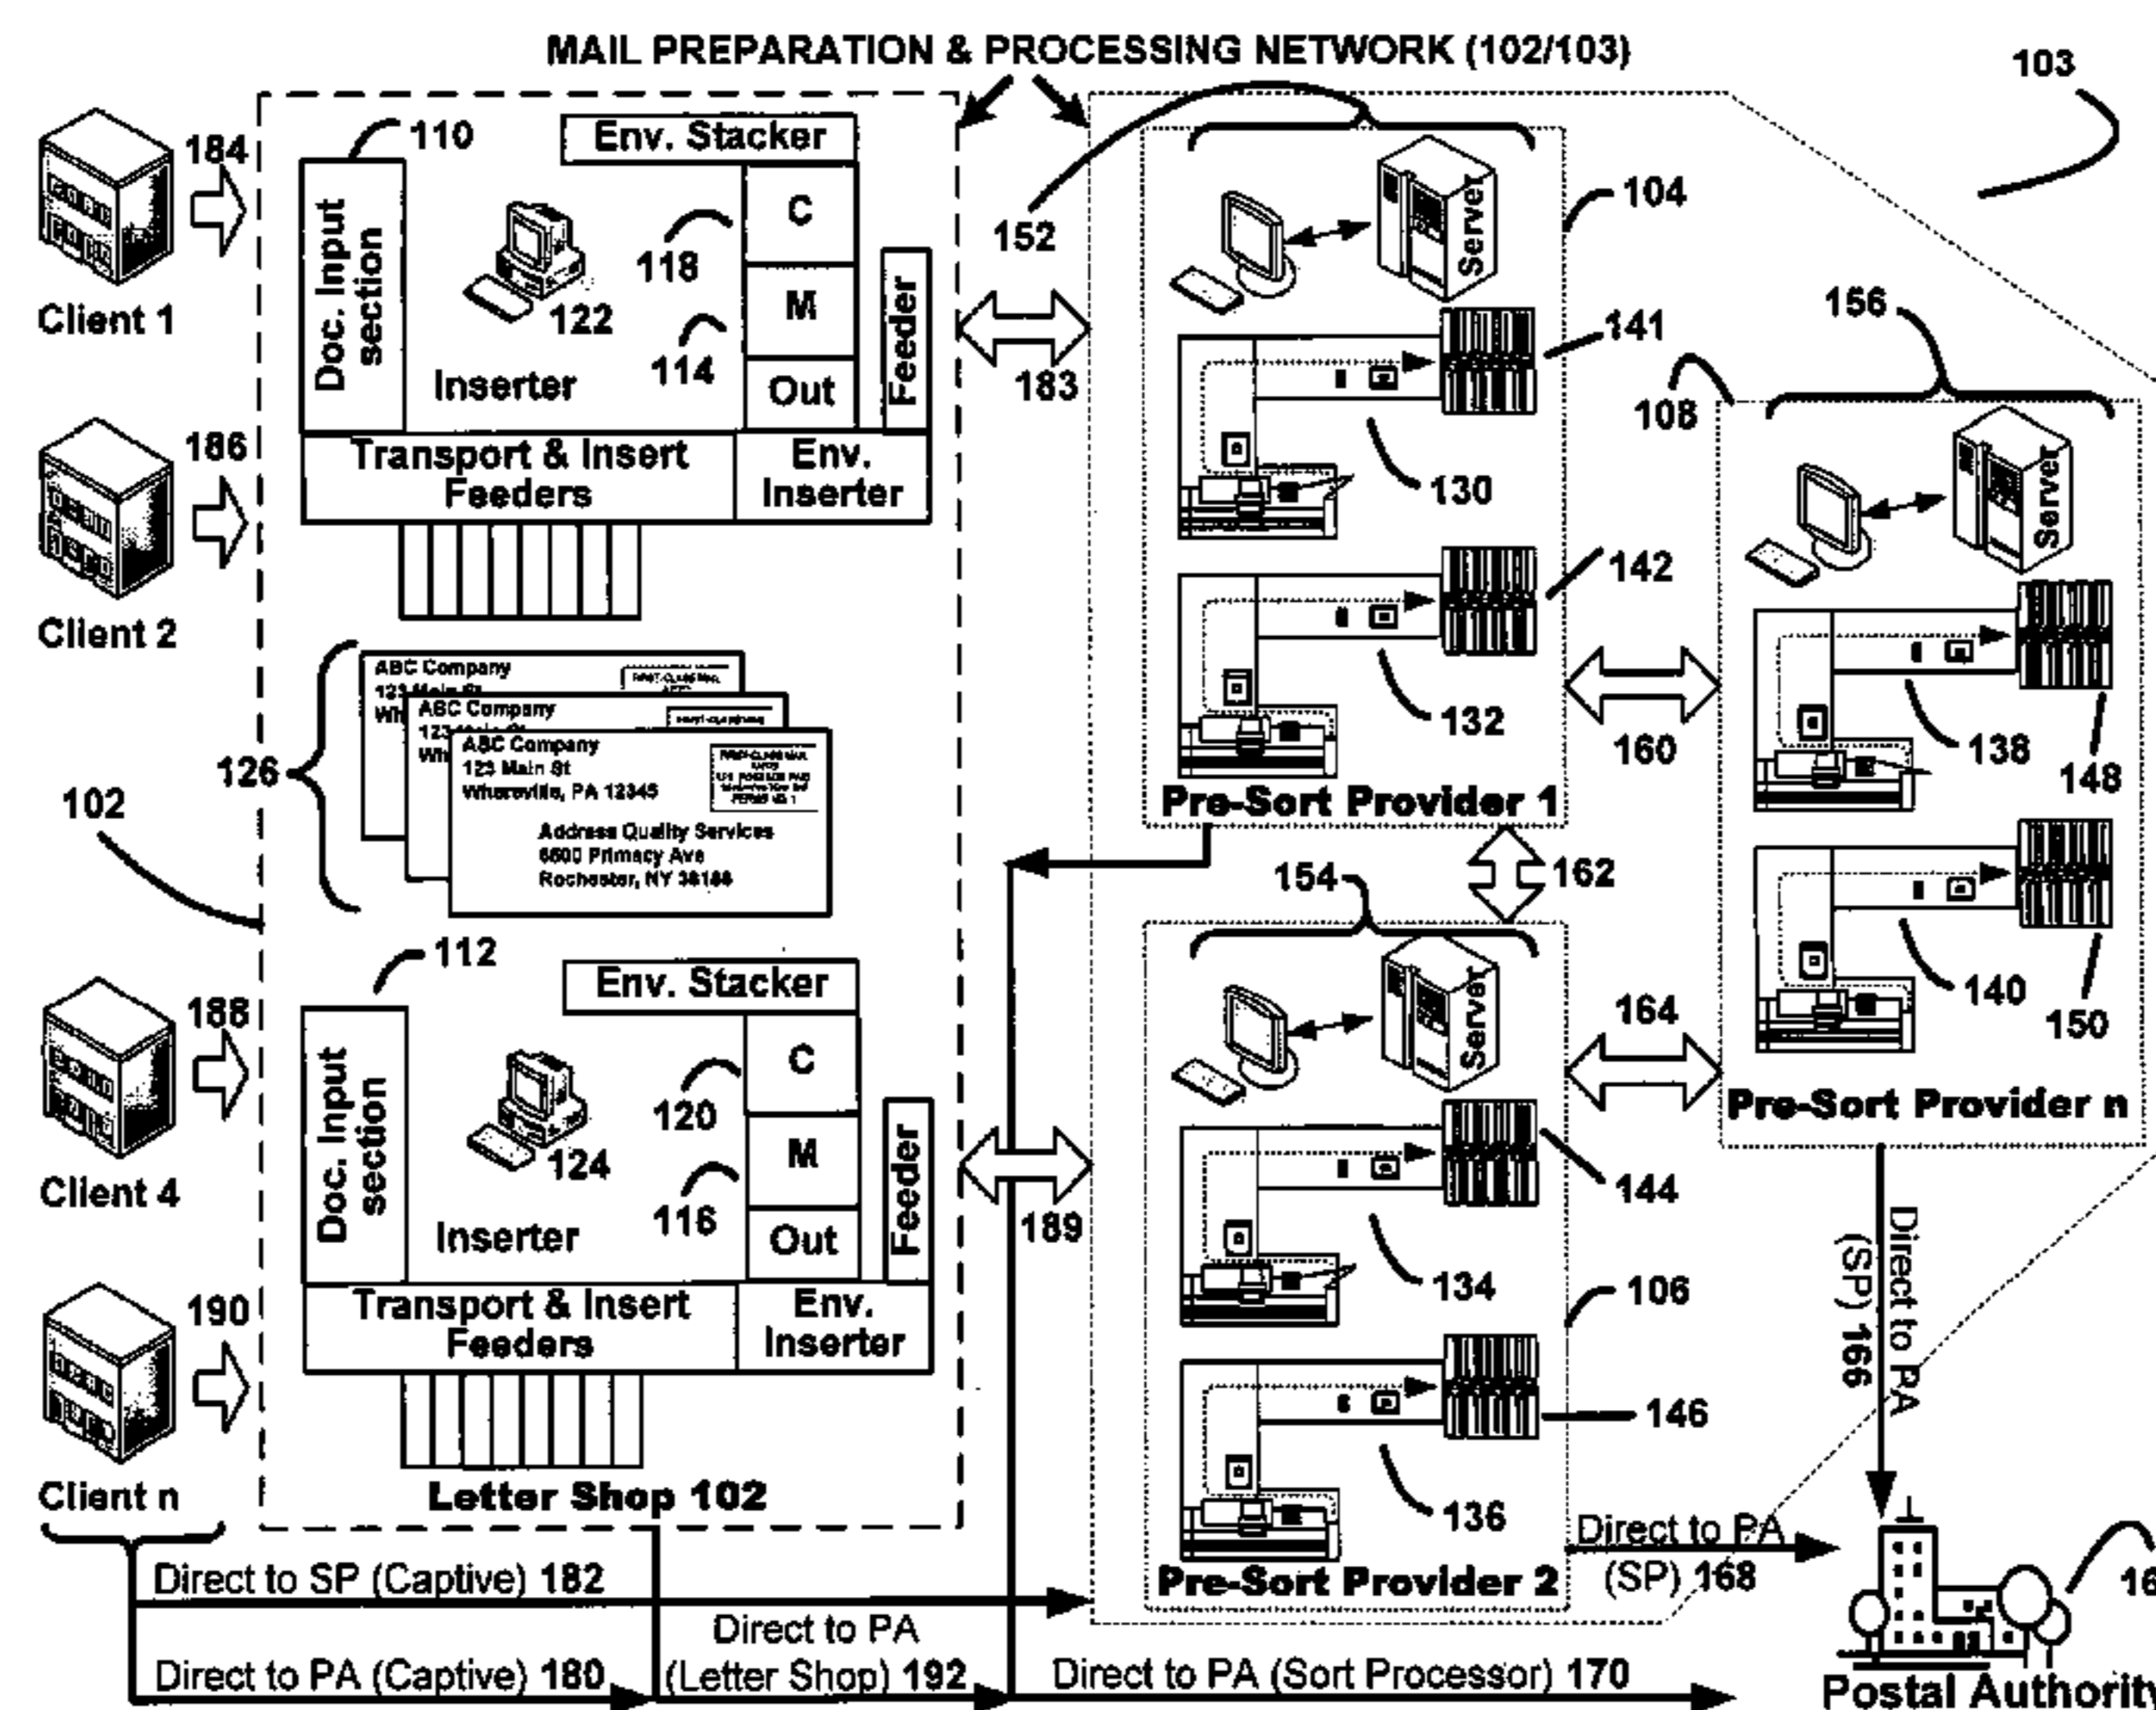 MAIL PREPARATION & PROCESSING NETWORK (102/103)
103
184
Client 1
186
Client 2
188
Client 4
190
Client n
102
110
Env. Stacker
Doc. Input
section
122
118
C
114
M
Out
Inserter
Feeder
Transport & Insert
Feeders
Env.
Inserter
126
ABC Company
ABC Company
ABC Company
123 Main St
Whereville, PA 12345
Address Quality Services
Primacy Ave
Rochester, NY
112
Env. Stacker
Doc. Input
section
124
120
C
116
M
Out
Inserter
Feeder
Transport & Insert
Feeders
Env.
Inserter
Letter Shop 102
183
189
152
Server
104
141
130
142
132
Pre-Sort Provider 1
160
162
154
Server
144
134
106
146
136
Pre-Sort Provider 2
164
156
108
Server
138
148
140
150
Pre-Sort Provider n
Direct to PA
(SP) 166
Direct to PA
(SP) 168
Direct to SP (Captive) 182
Direct to PA (Captive) 180
Direct to PA
(Letter Shop) 192
Direct to PA (Sort Processor) 170
Postal Authority